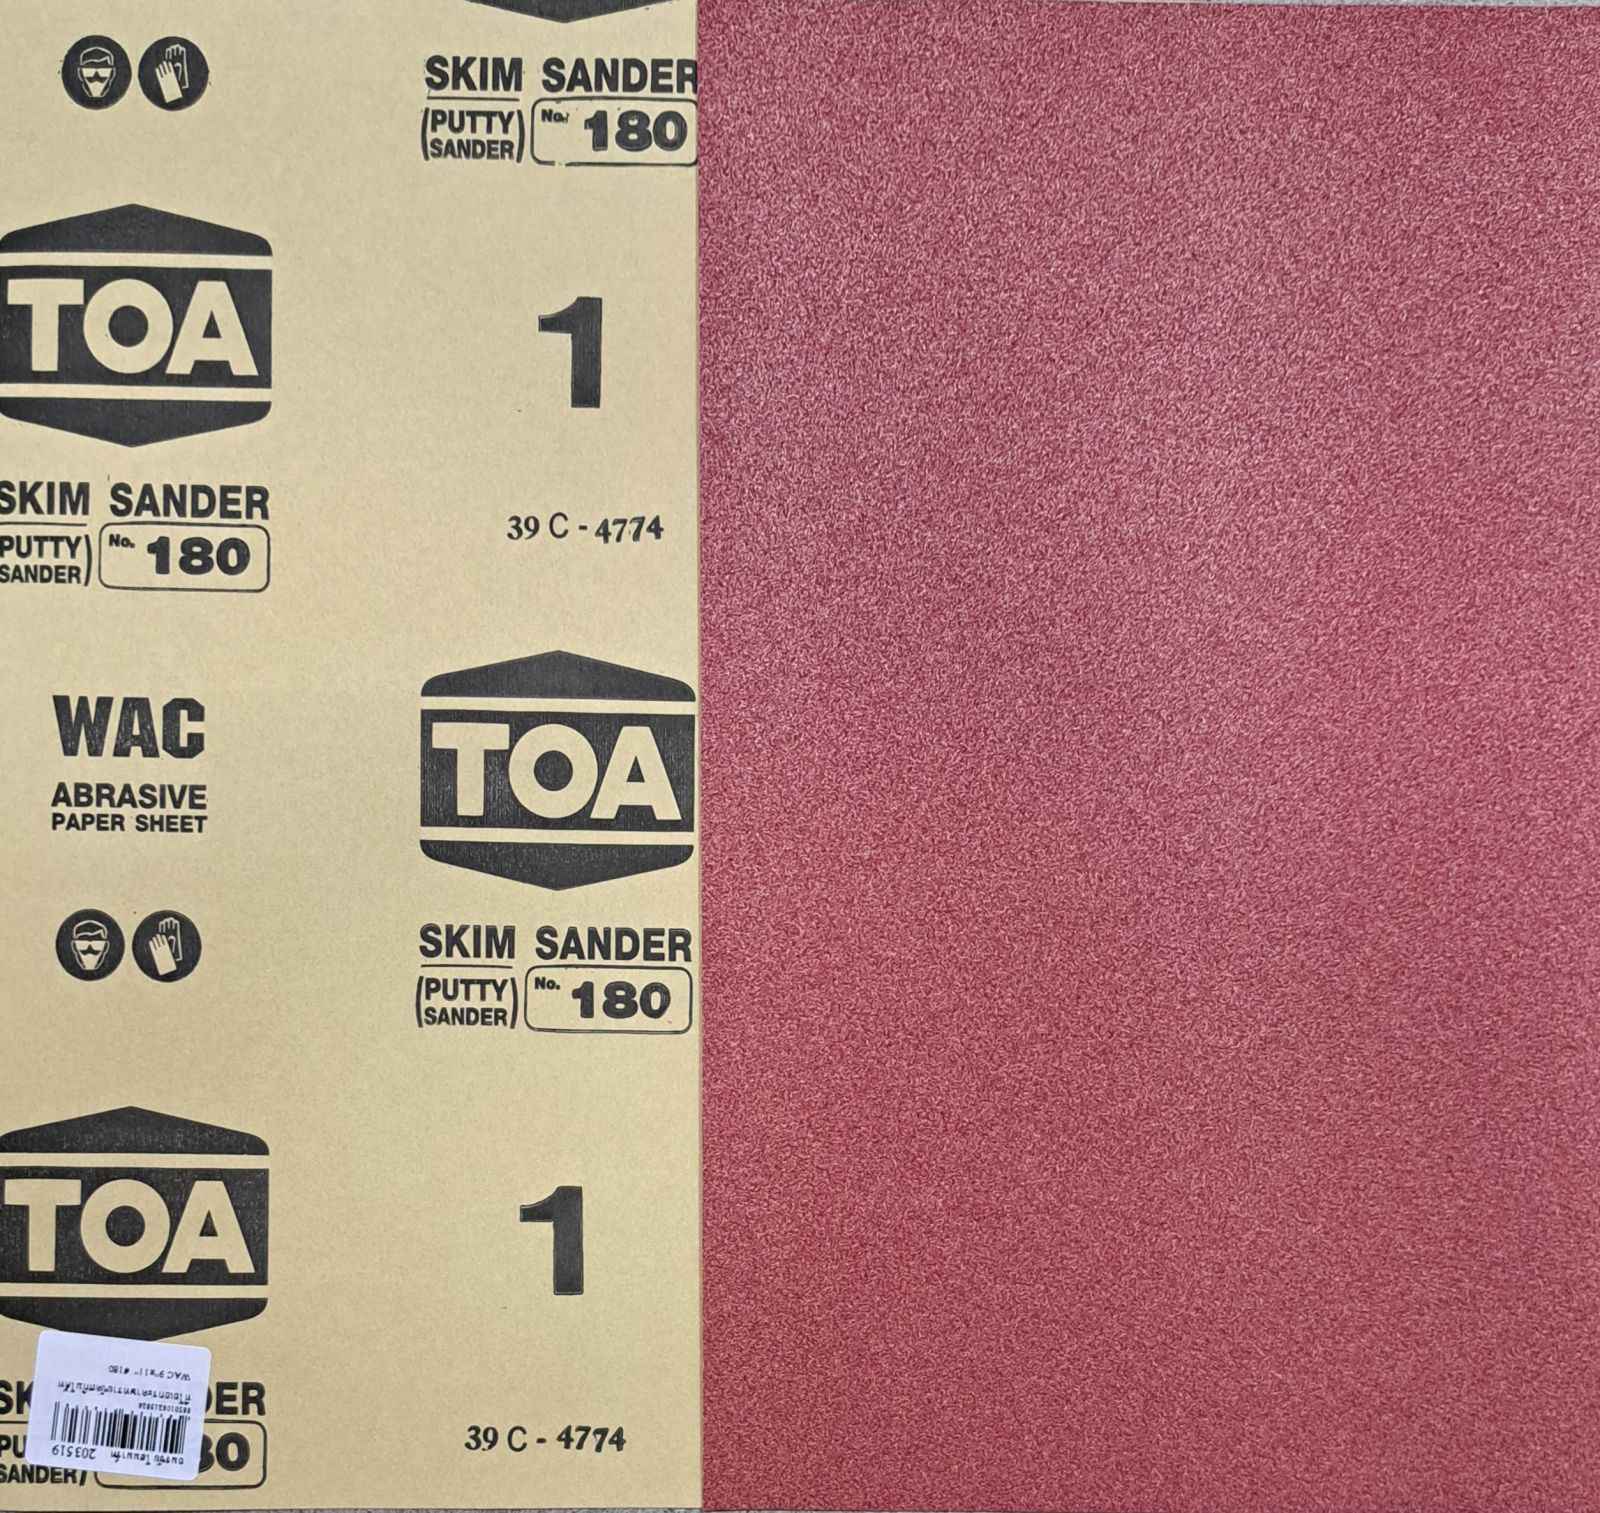 SKIM SANDER
(PUTTY SANDER) No. 180
TOA
1
SKIM SANDER
(PUTTY SANDER) No. 180
39 C - 4774
WAC
ABRASIVE
PAPER SHEET
TOA
SKIM SANDER
(PUTTY SANDER) No. 180
TOA
1
WAC 9"x11" #180
203519
SANDER)
39 C - 4774